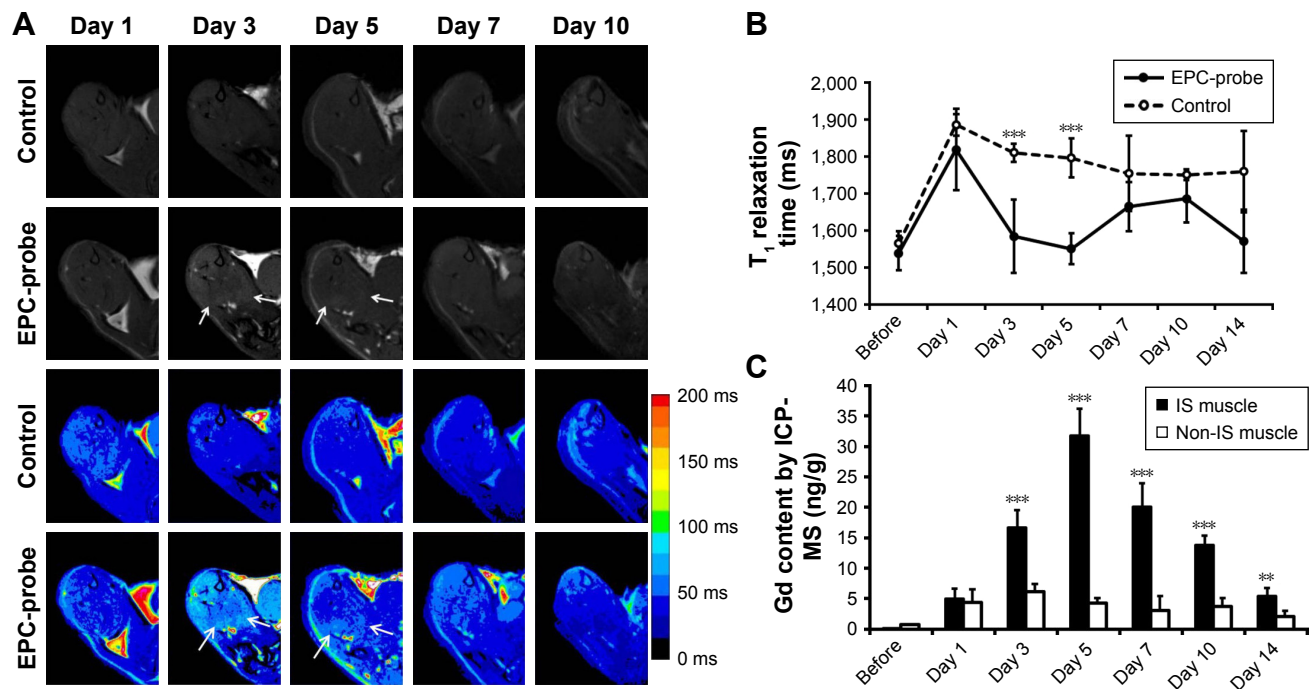 A
Day 1 Day 3 Day 5 Day 7 Day 10
Control
EPC-probe
Control
EPC-probe
200 ms
150 ms
100 ms
50 ms
0 ms
B
EPC-probe
Control
T1 relaxation
time (ms)
2,000
1,900
1,800
1,700
1,600
1,500
1,400
*** ***
Before Day 1 Day 3 Day 5 Day 7 Day 10 Day 14
C
IS muscle
Non-IS muscle
Gd content by ICP-
MS (ng/g)
40
35
30
25
20
15
10
5
0
*** *** *** *** **
Before Day 1 Day 3 Day 5 Day 7 Day 10 Day 14